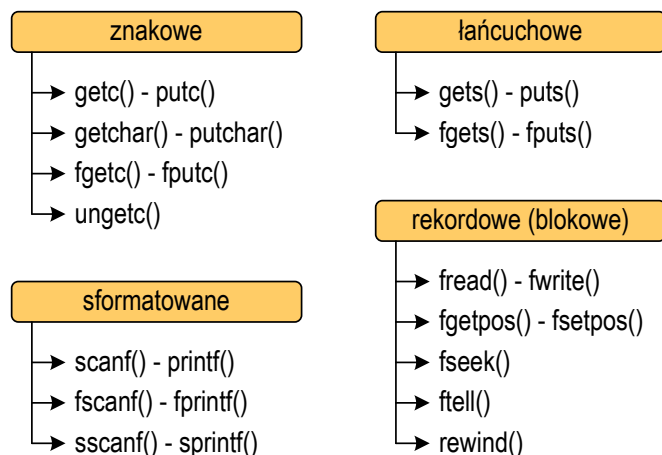 znakowe
getc() - putc()
getchar() - putchar()
fgetc() - fputc()
ungetc()
sformatowane
scanf() - printf()
fscanf() - fprintf()
sscanf() - sprintf()
łańcuchowe
gets() - puts()
fgets() - fputs()
rekordowe (blokowe)
fread() - fwrite()
fgetpos() - fsetpos()
fseek()
ftell()
rewind()